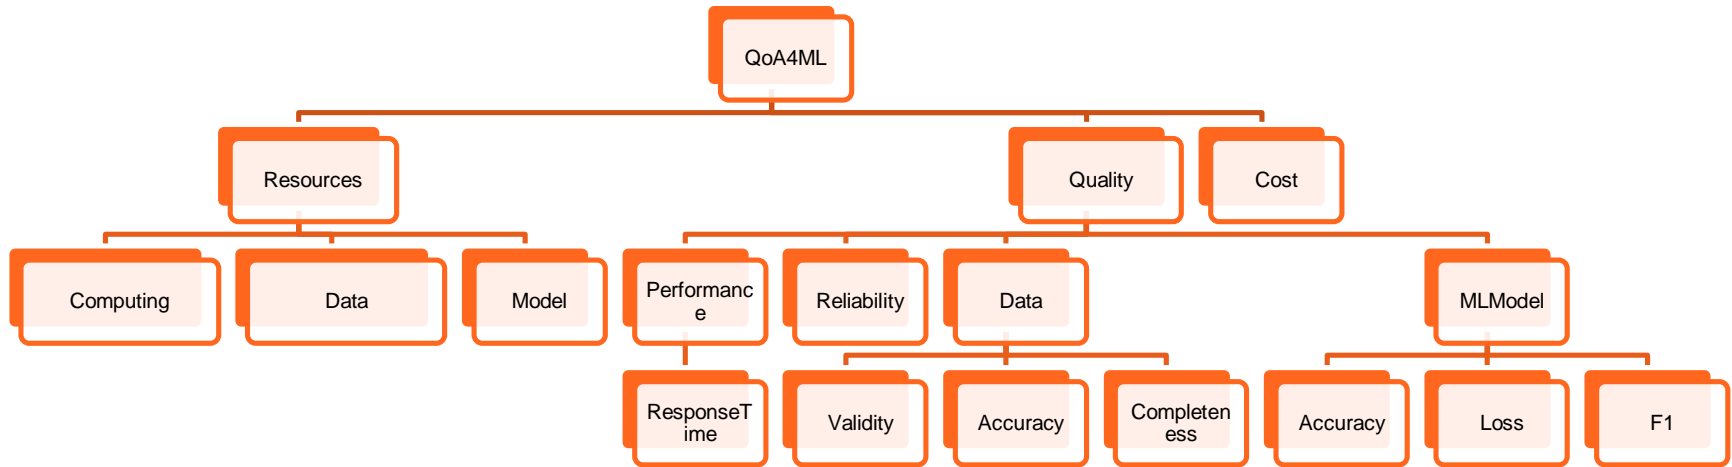 QoA4ML
Resources
Quality
Cost
Computing
Data
Model
Performanc
e
Reliability
Data
MLModel
ResponseT
ime
Validity
Accuracy
Completen
ess
Accuracy
Loss
F1